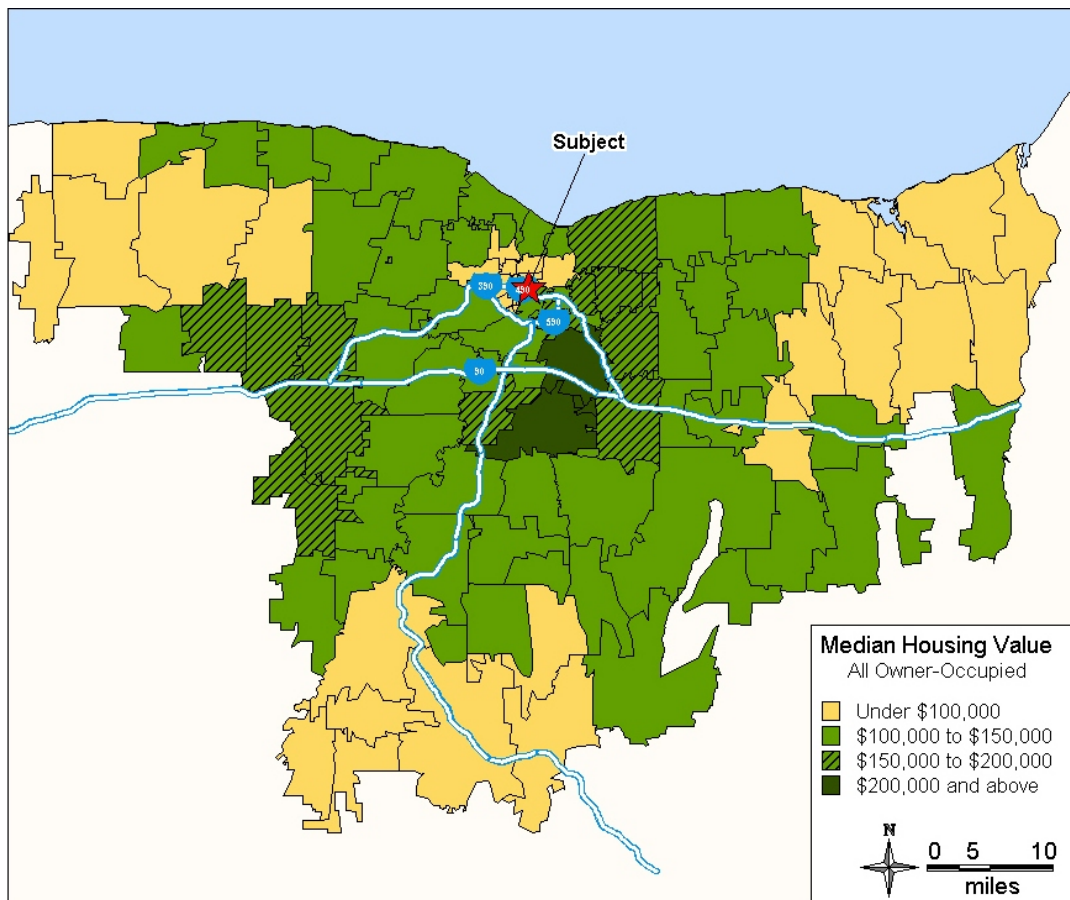 Subject
390
490
590
90
Median Housing Value
All Owner-Occupied
Under $100,000
$100,000 to $150,000
$150,000 to $200,000
$200,000 and above
N
0 5 10
miles